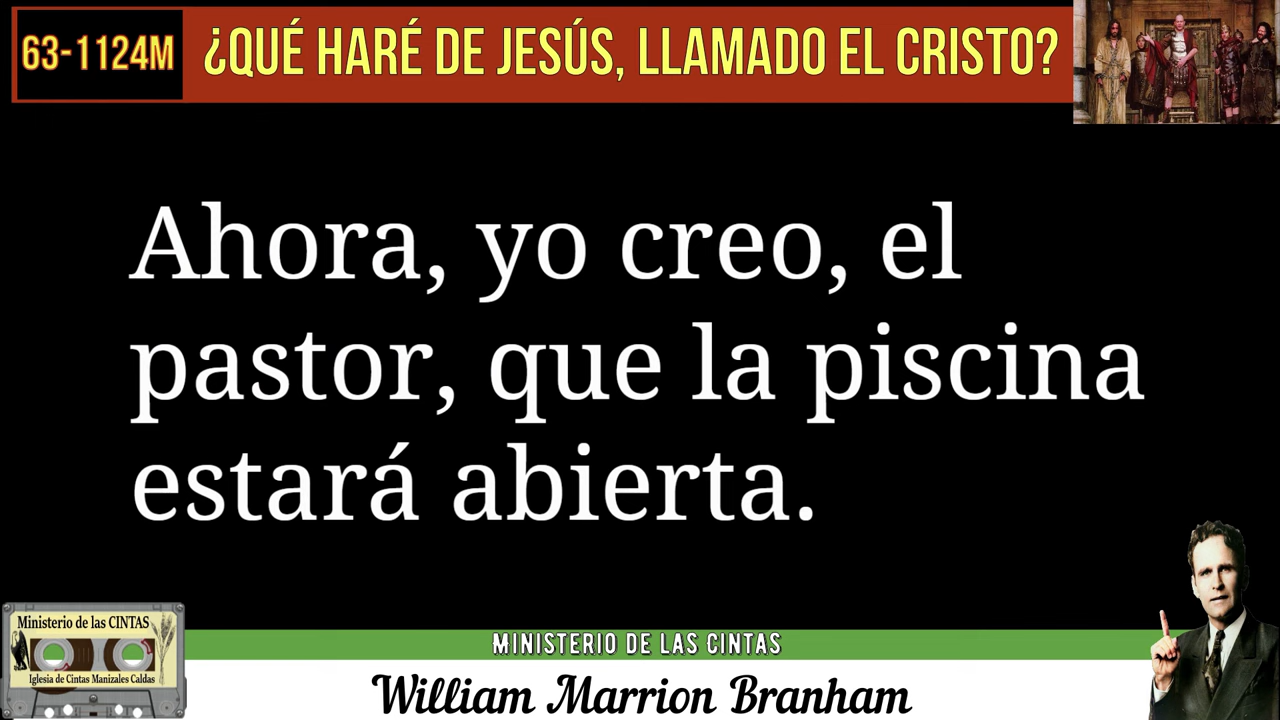 63-1124M
¿QUÉ HARÉ DE JESÚS, LLAMADO EL CRISTO?
Ahora, yo creo, el
pastor, que la piscina
estará abierta.
Ministerio de las CINTAS
Iglesia de Cintas Manizales Caldas
MINISTERIO DE LAS CINTAS
William Marrion Branham